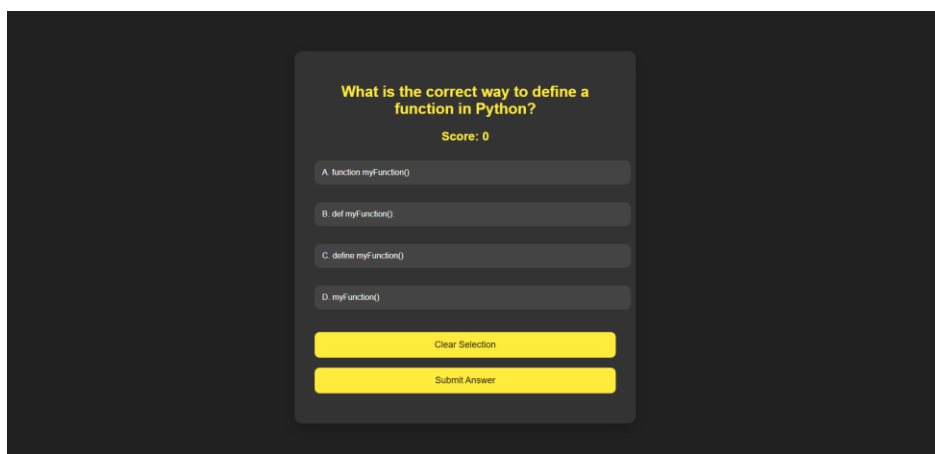 What is the correct way to define a
function in Python?
Score: 0
A. function myFunction()
B. def myFunction():
C. define myFunction()
D. myFunction()
Clear Selection
Submit Answer